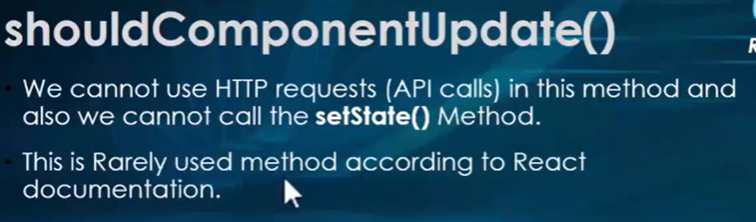 shouldComponentUpdate()
We cannot use HTTP requests (API calls) in this method and
also we cannot call the setState() Method.
This is Rarely used method according to React
documentation.